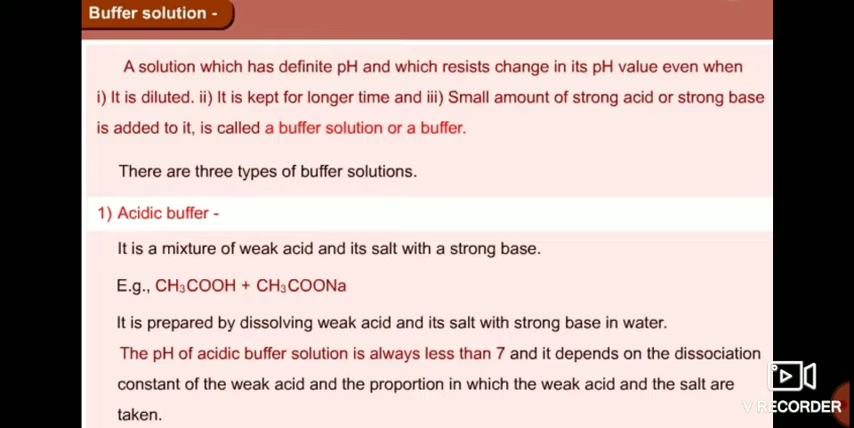 Buffer solution -
A solution which has definite pH and which resists change in its pH value even when
i) It is diluted. ii) It is kept for longer time and iii) Small amount of strong acid or strong base
is added to it, is called a buffer solution or a buffer.
There are three types of buffer solutions.
1) Acidic buffer -
It is a mixture of weak acid and its salt with a strong base.
E.g., CH₃COOH + CH₃COONa
It is prepared by dissolving weak acid and its salt with strong base in water.
The pH of acidic buffer solution is always less than 7 and it depends on the dissociation
constant of the weak acid and the proportion in which the weak acid and the salt are
taken.
V RECORDER